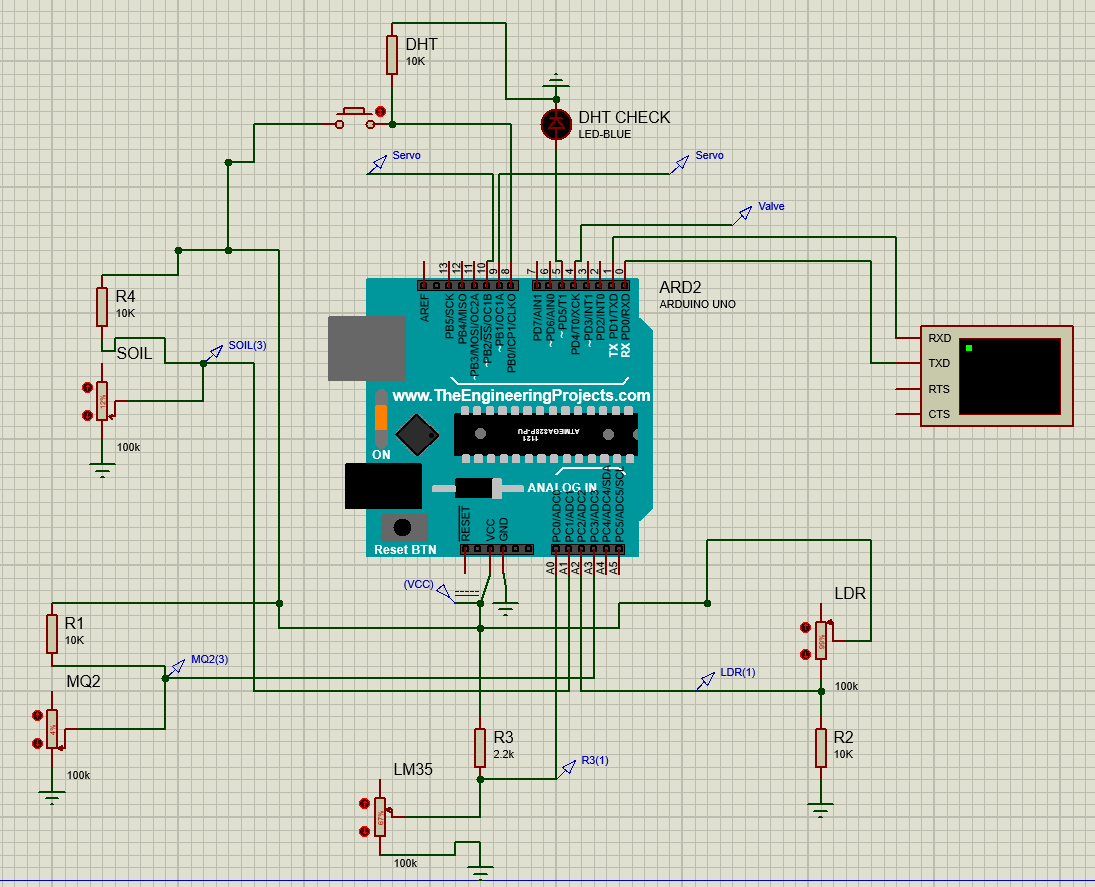 DHT
10K
DHT CHECK
LED-BLUE
Servo
Servo
Valve
13
12
11
10
9
8
7
6
5
4
3
2
1
0
AREF
PB5/SCK
PB4/MISO
~PB3/MOSI/OC2A
~PB2/SS/OC1B
~PB1/OC1A
PB0/ICP1/CLKO
PD7/AIN1
~PD6/AIN0
~PD5/T1
PD4/T0/XCK
~PD3/INT1
PD2/INT0
TX PD1/TXD
RX PD0/RXD
ARD2
ARDUINO UNO
R4
10K
SOIL
SOIL(3)
12%
100k
www.TheEngineeringProjects.com
1121
ATMEGA328P-PU
ON
ANALOG IN
RESET
VCC
GND
PC0/ADC0
PC1/ADC1
PC2/ADC2
PC3/ADC3
PC4/ADC4/SDA
PC5/ADC5/SCL
Reset BTN
A0
A1
A2
A3
A4
A5
RXD
TXD
RTS
CTS
(VCC)
R1
10K
MQ2(3)
MQ2
4%
100k
LDR
99%
100k
LDR(1)
R2
10K
R3
2.2k
R3(1)
LM35
67%
100k